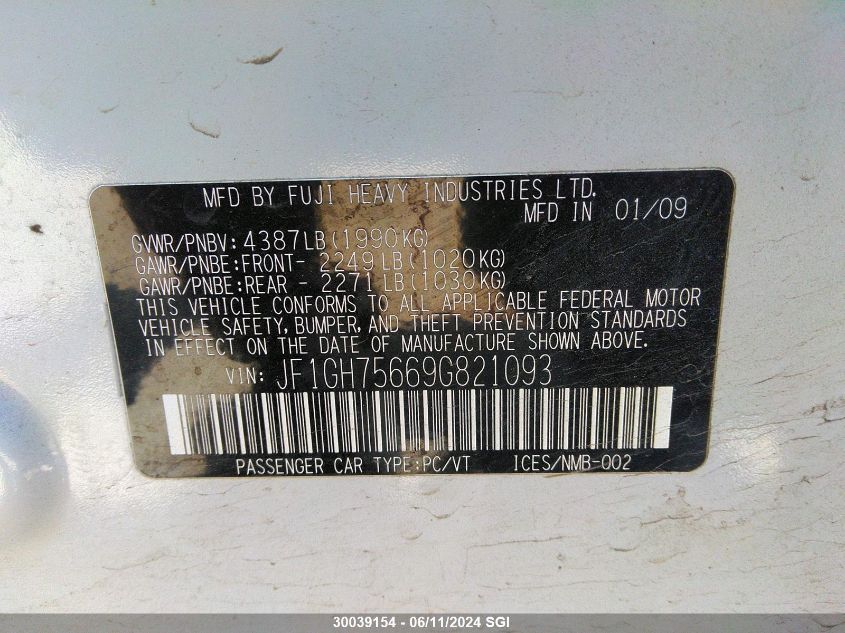 MFD BY FUJI HEAVY INDUSTRIES LTD.
MFD IN 01/09
GVWR/PNBV: 4387LB(1990KG)
GAWR/PNBE:FRONT- 2249LB(1020KG)
GAWR/PNBE:REAR - 2271LB(1030KG)
THIS VEHICLE CONFORMS TO ALL APPLICABLE FEDERAL MOTOR
VEHICLE SAFETY, BUMPER, AND THEFT PREVENTION STANDARDS
IN EFFECT ON THE DATE OF MANUFACTURE SHOWN ABOVE.
VIN: JF1GH75669G821093
PASSENGER CAR TYPE:PC/VT ICES/NMB-002
30039154 - 06/11/2024 SGI